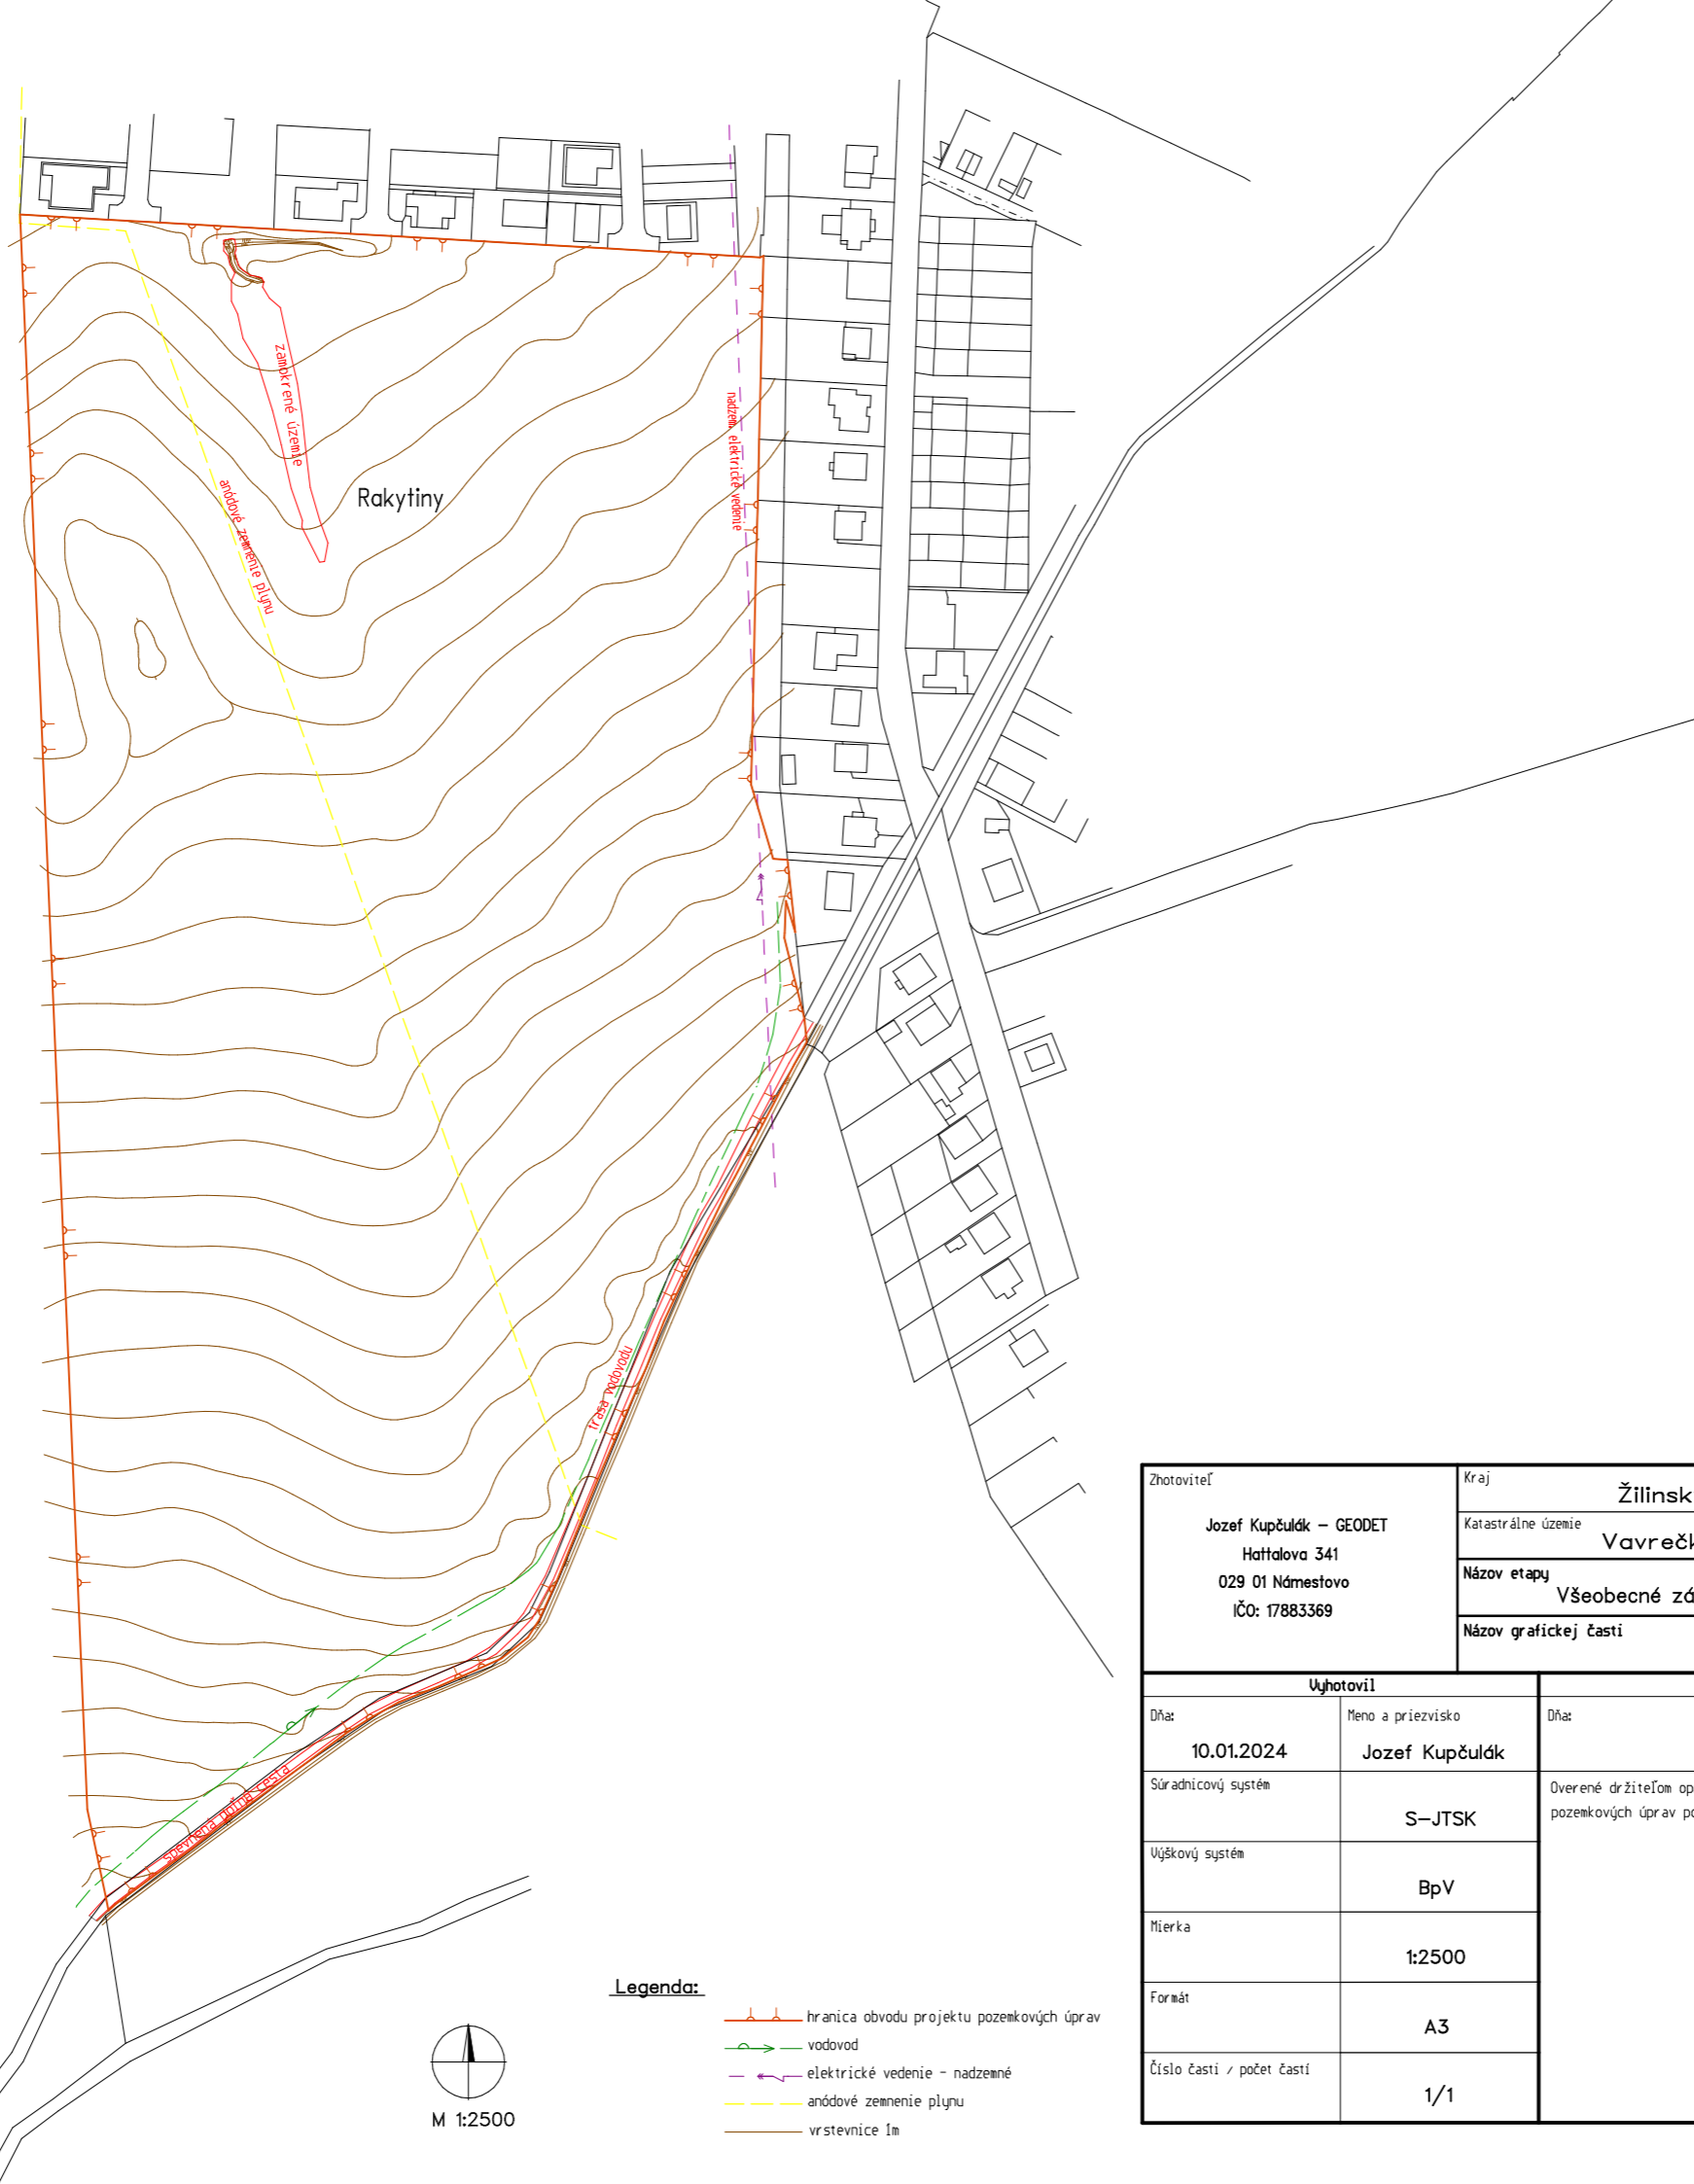 zamokrené územie
nadzem. elektrické vedenie
Rakytiny
anódové zemnenie plynu
trasa vodovodu
spevnená poľná cesta
Zhotoviteľ
Jozef Kupčulák – GEODET
Hattalova 341
029 01 Námestovo
IČO: 17883369
Kraj
Žilinsk
Katastrálne územie
Vavrečk
Názov etapy
Všeobecné zá
Názov grafickej časti
Vyhotovil
Dňa:
10.01.2024
Meno a priezvisko
Jozef Kupčulák
Dňa:
Súradnicový systém
S-JTSK
Overené držiteľom op
pozemkových úprav po
Výškový systém
BpV
Mierka
1:2500
Formát
A3
Číslo časti / počet častí
1/1
Legenda:
hranica obvodu projektu pozemkových úprav
vodovod
elektrické vedenie - nadzemné
anódové zemnenie plynu
vrstevnice 1m
M 1:2500